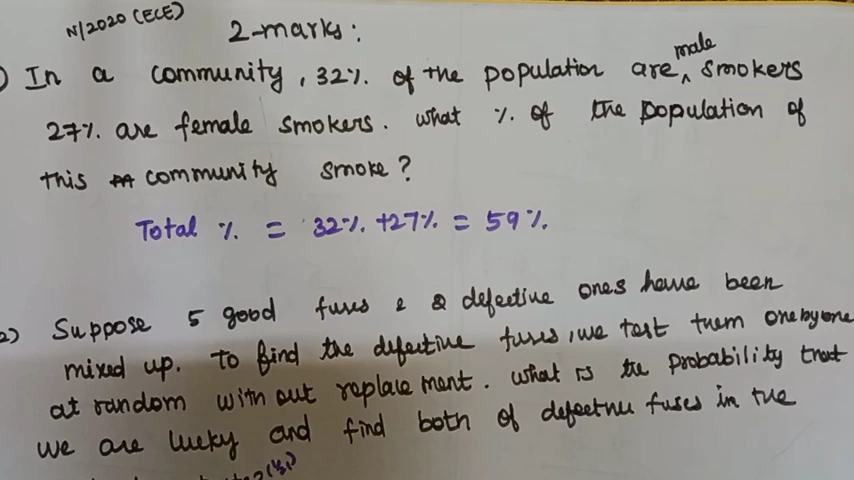 N/2020 (ECE)
2-marks:
) In a community, 32% of the population are male smokers
27% are female smokers. what % of the population of
this community smoke?
Total % = 32% + 27% = 59%
2) Suppose 5 good fuses & 2 defective ones have been
mixed up. To find the defective fuses, we test them one by one
at random with out replacement. what is the probability that
we are lucky and find both of defective fuses in the